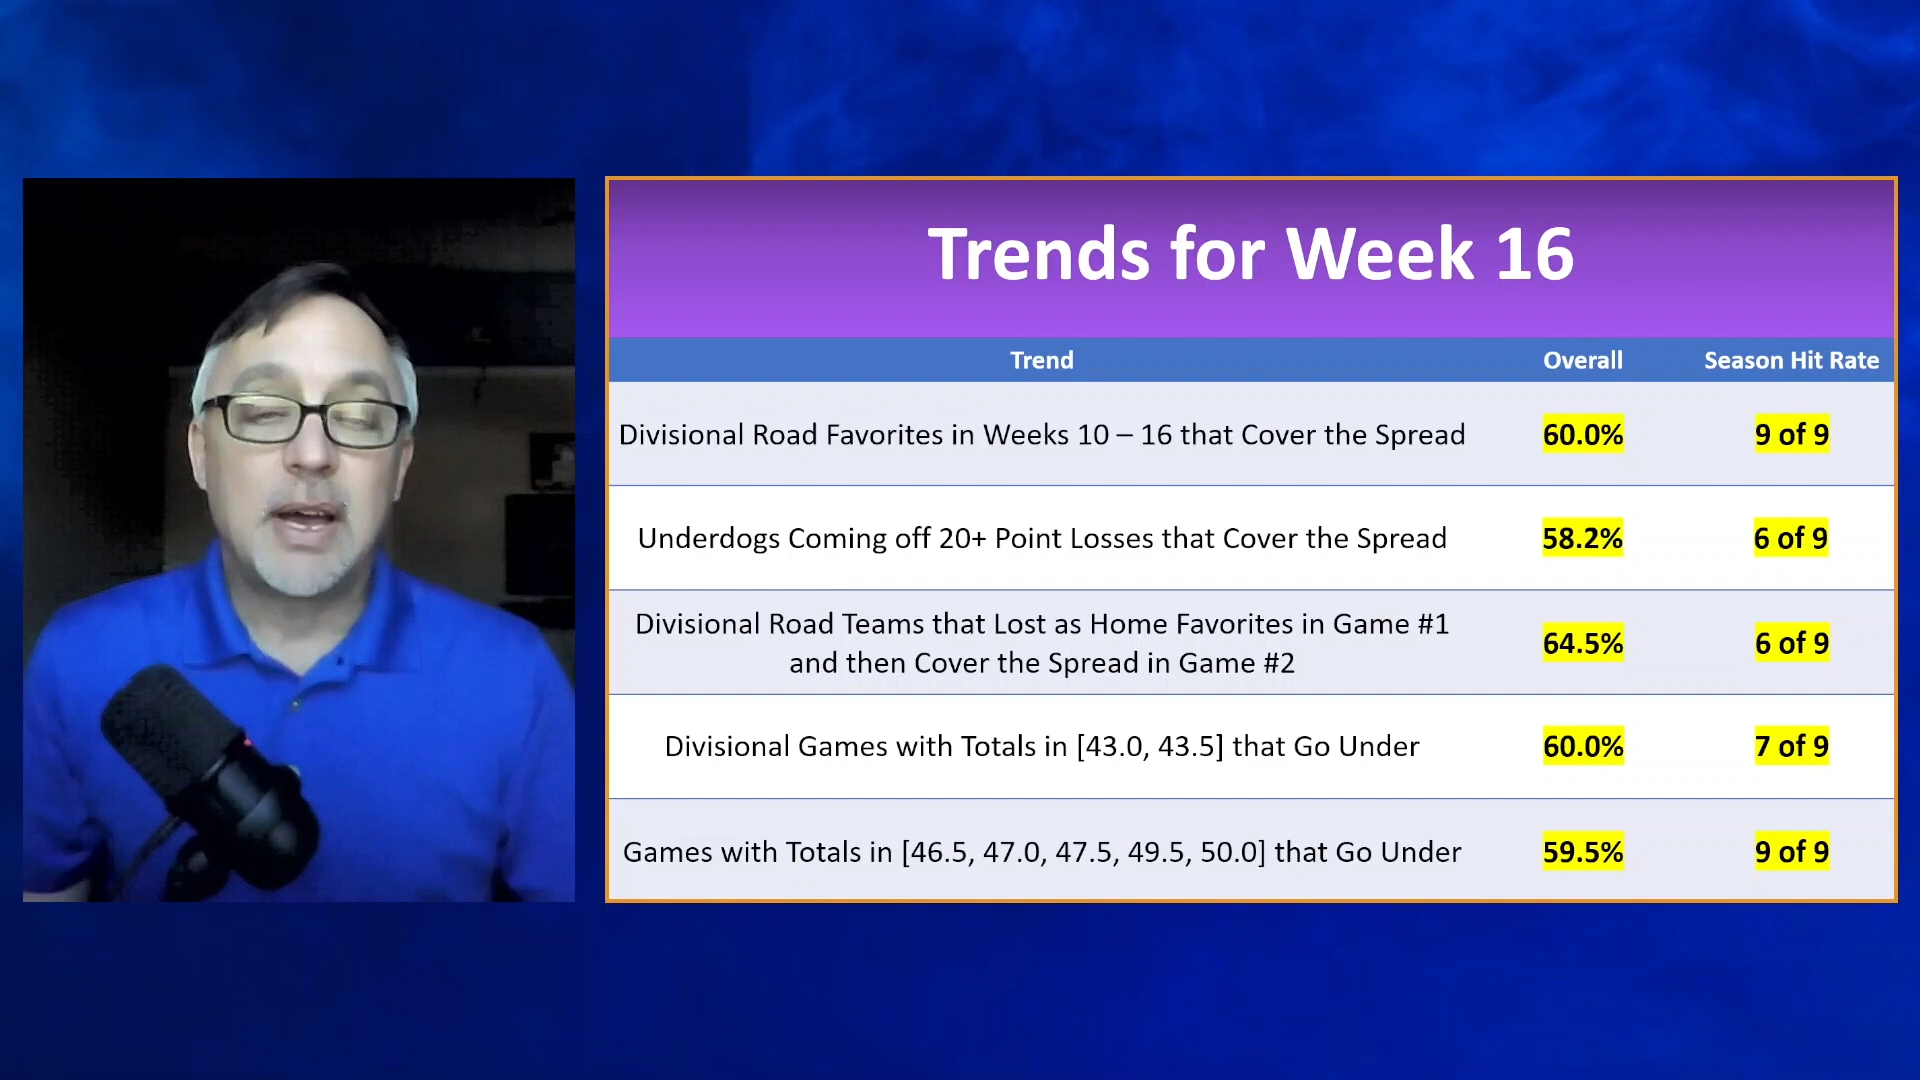 Trends for Week 16
Trend Overall Season Hit Rate
Divisional Road Favorites in Weeks 10 – 16 that Cover the Spread 60.0% 9 of 9
Underdogs Coming off 20+ Point Losses that Cover the Spread 58.2% 6 of 9
Divisional Road Teams that Lost as Home Favorites in Game #1
and then Cover the Spread in Game #2 64.5% 6 of 9
Divisional Games with Totals in [43.0, 43.5] that Go Under 60.0% 7 of 9
Games with Totals in [46.5, 47.0, 47.5, 49.5, 50.0] that Go Under 59.5% 9 of 9